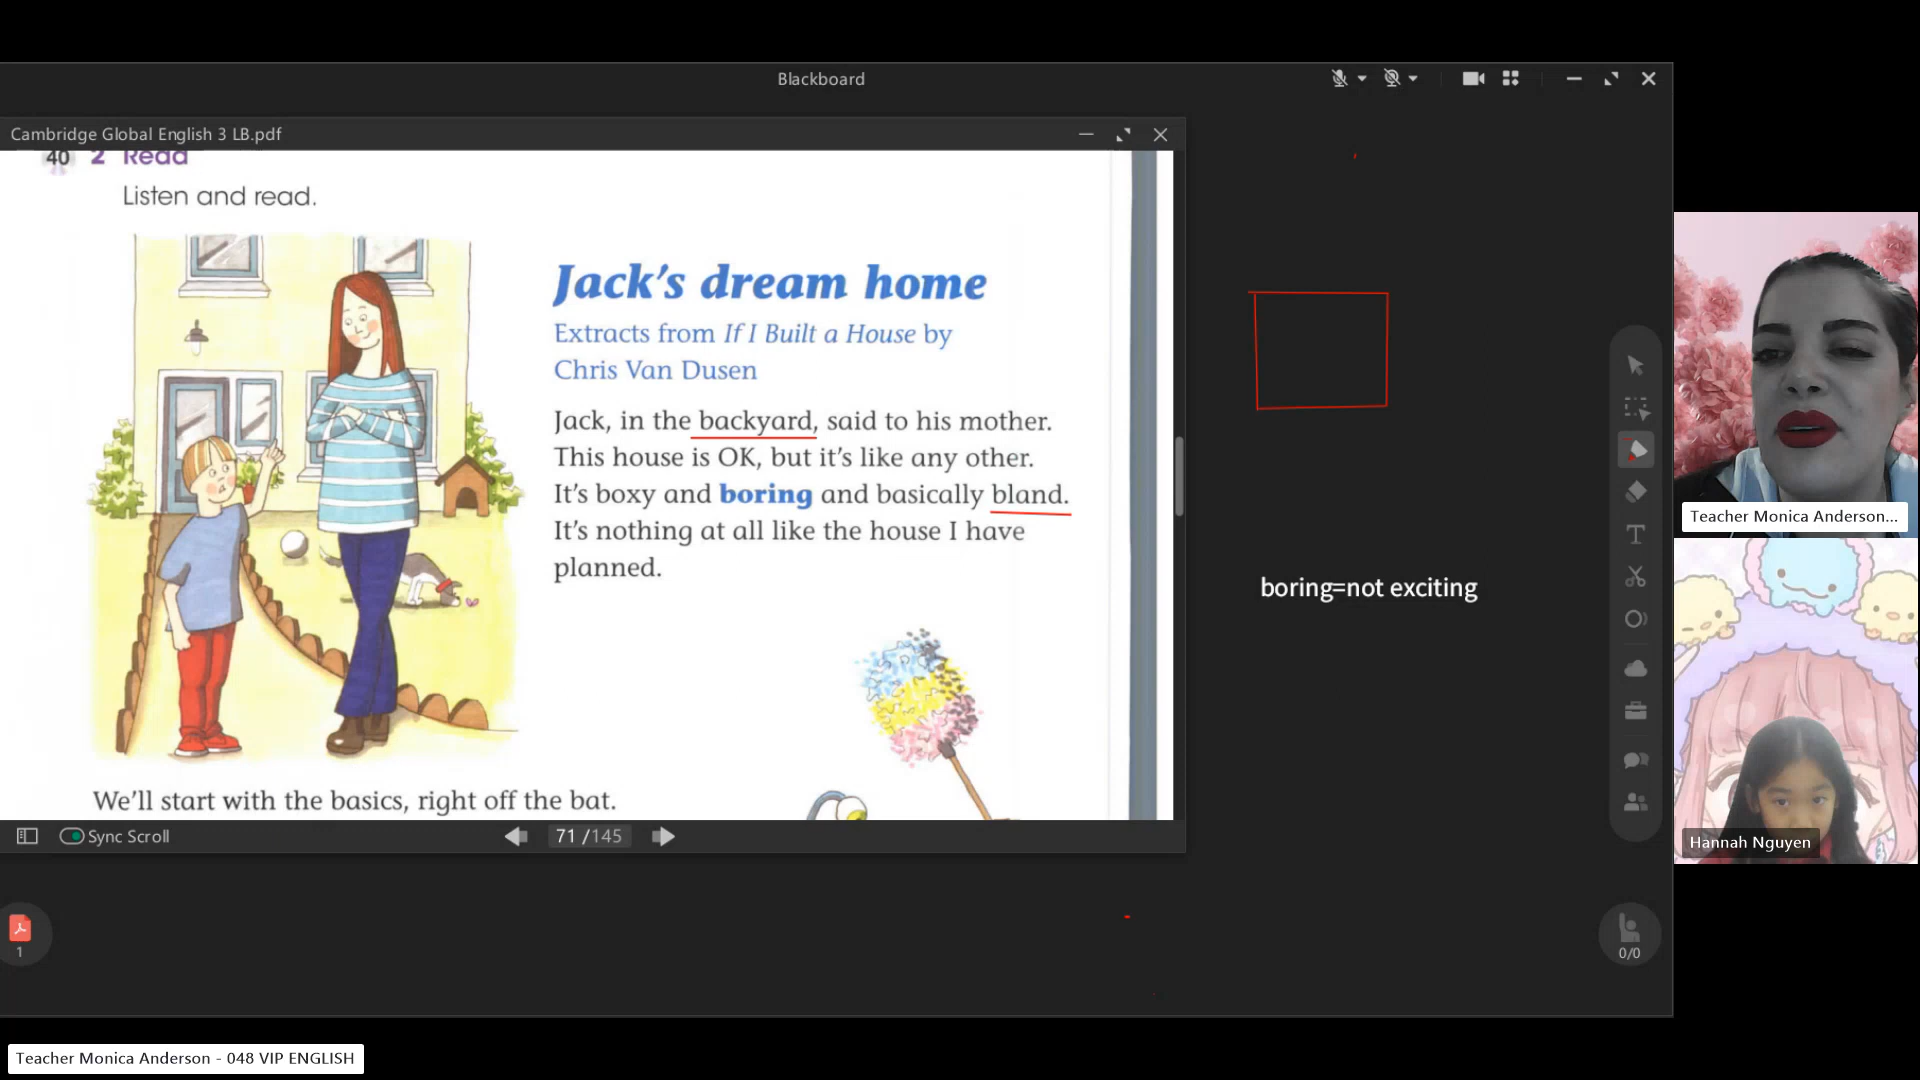 Blackboard
Cambridge Global English 3 LB.pdf
40 2 Read
Listen and read.
Jack's dream home
Extracts from If I Built a House by
Chris Van Dusen
Jack, in the backyard, said to his mother.
This house is OK, but it's like any other.
It's boxy and boring and basically bland.
It's nothing at all like the house I have
planned.
We'll start with the basics, right off the bat.
Sync Scroll
71 /145
1
boring=not exciting
T
0/0
Teacher Monica Anderson...
Hannah Nguyen
Teacher Monica Anderson - 048 VIP ENGLISH